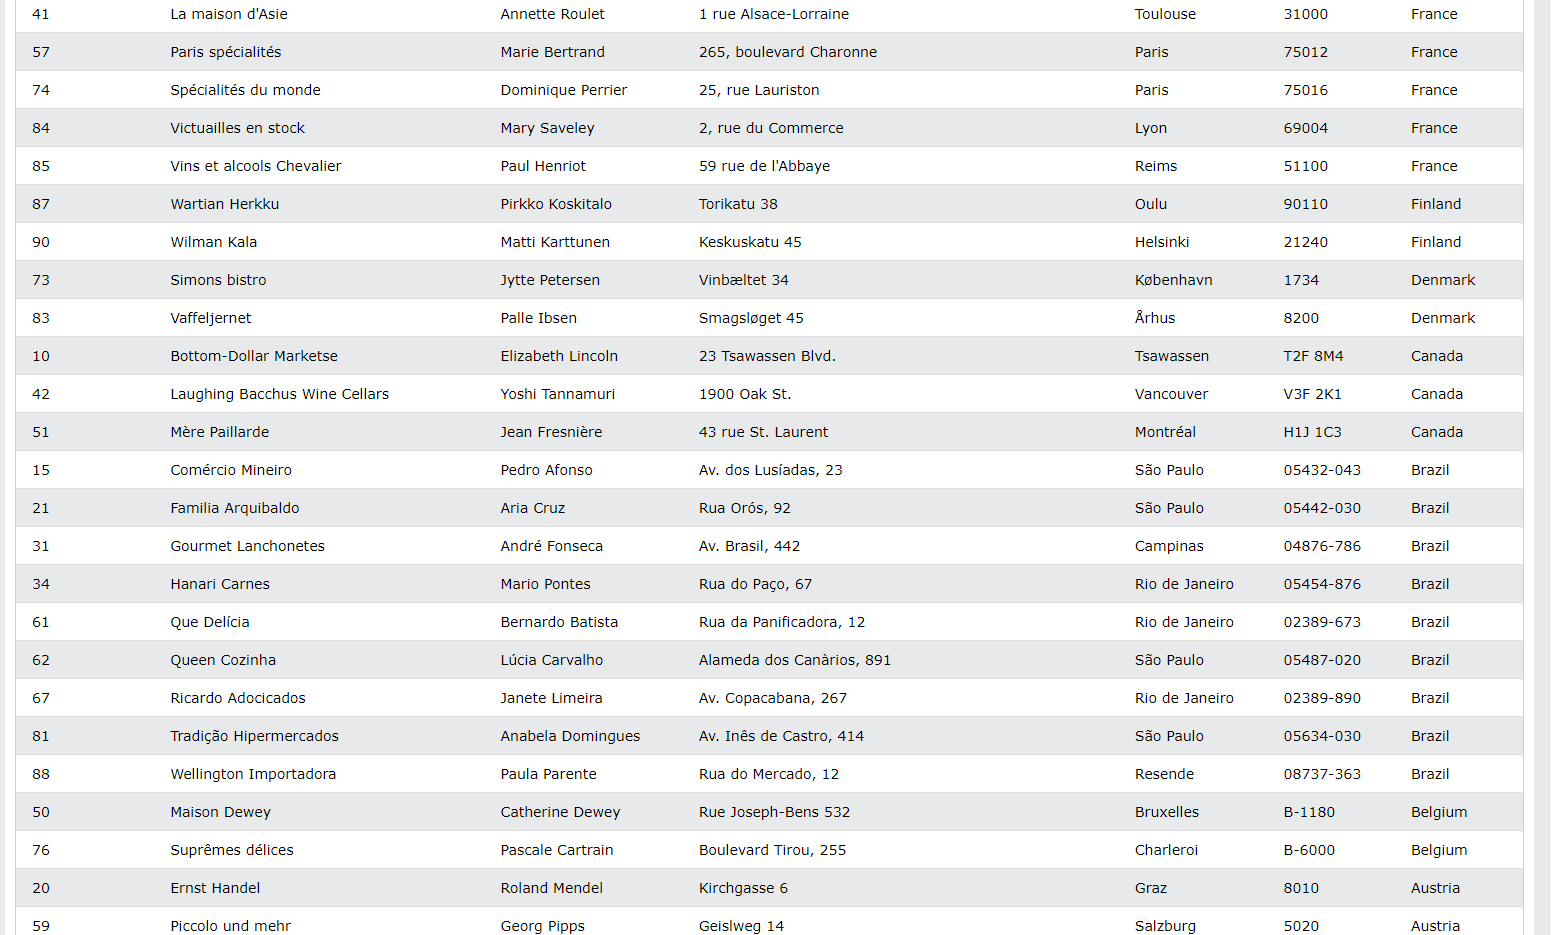 41 La maison d'Asie Annette Roulet 1 rue Alsace-Lorraine Toulouse 31000 France
57 Paris spécialités Marie Bertrand 265, boulevard Charonne Paris 75012 France
74 Spécialités du monde Dominique Perrier 25, rue Lauriston Paris 75016 France
84 Victuailles en stock Mary Saveley 2, rue du Commerce Lyon 69004 France
85 Vins et alcools Chevalier Paul Henriot 59 rue de l'Abbaye Reims 51100 France
87 Wartian Herkku Pirkko Koskitalo Torikatu 38 Oulu 90110 Finland
90 Wilman Kala Matti Karttunen Keskuskatu 45 Helsinki 21240 Finland
73 Simons bistro Jytte Petersen Vinbæltet 34 København 1734 Denmark
83 Vaffeljernet Palle Ibsen Smagsløget 45 Århus 8200 Denmark
10 Bottom-Dollar Marketse Elizabeth Lincoln 23 Tsawassen Blvd. Tsawassen T2F 8M4 Canada
42 Laughing Bacchus Wine Cellars Yoshi Tannamuri 1900 Oak St. Vancouver V3F 2K1 Canada
51 Mère Paillarde Jean Fresnière 43 rue St. Laurent Montréal H1J 1C3 Canada
15 Comércio Mineiro Pedro Afonso Av. dos Lusíadas, 23 São Paulo 05432-043 Brazil
21 Familia Arquibaldo Aria Cruz Rua Orós, 92 São Paulo 05442-030 Brazil
31 Gourmet Lanchonetes André Fonseca Av. Brasil, 442 Campinas 04876-786 Brazil
34 Hanari Carnes Mario Pontes Rua do Paço, 67 Rio de Janeiro 05454-876 Brazil
61 Que Delícia Bernardo Batista Rua da Panificadora, 12 Rio de Janeiro 02389-673 Brazil
62 Queen Cozinha Lúcia Carvalho Alameda dos Canàrios, 891 São Paulo 05487-020 Brazil
67 Ricardo Adocicados Janete Limeira Av. Copacabana, 267 Rio de Janeiro 02389-890 Brazil
81 Tradição Hipermercados Anabela Domingues Av. Inês de Castro, 414 São Paulo 05634-030 Brazil
88 Wellington Importadora Paula Parente Rua do Mercado, 12 Resende 08737-363 Brazil
50 Maison Dewey Catherine Dewey Rue Joseph-Bens 532 Bruxelles B-1180 Belgium
76 Suprêmes délices Pascale Cartrain Boulevard Tirou, 255 Charleroi B-6000 Belgium
20 Ernst Handel Roland Mendel Kirchgasse 6 Graz 8010 Austria
59 Piccolo und mehr Georg Pipps Geislweg 14 Salzburg 5020 Austria